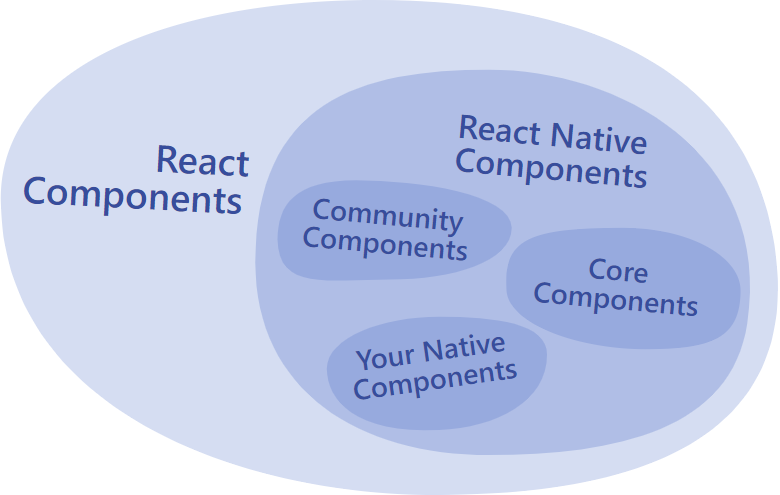 React
Components
React Native
Components
Community
Components
Core
Components
Your Native
Components